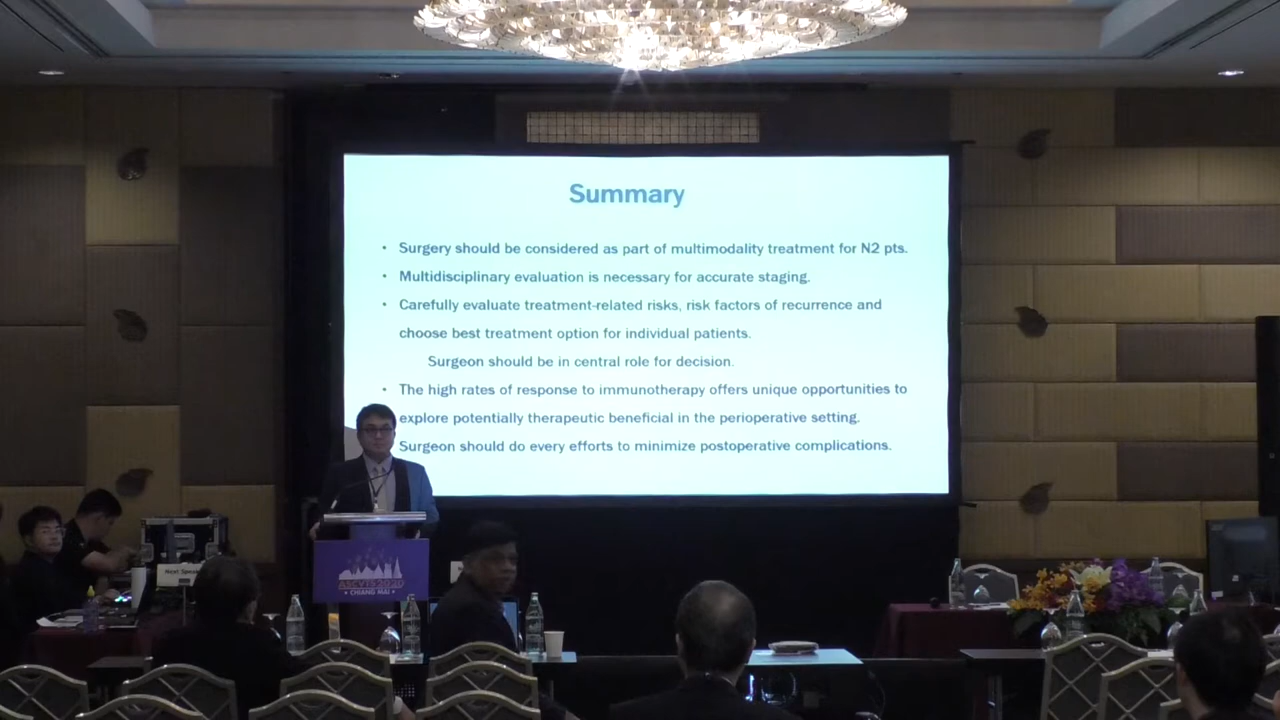 Summary
• Surgery should be considered as part of multimodality treatment for N2 pts.
• Multidisciplinary evaluation is necessary for accurate staging.
• Carefully evaluate treatment-related risks, risk factors of recurrence and
choose best treatment option for individual patients.
Surgeon should be in central role for decision.
• The high rates of response to immunotherapy offers unique opportunities to
explore potentially therapeutic beneficial in the perioperative setting.
Surgeon should do every efforts to minimize postoperative complications.
Next Speaker
ASCVTS 2020
• CHIANG MAI •